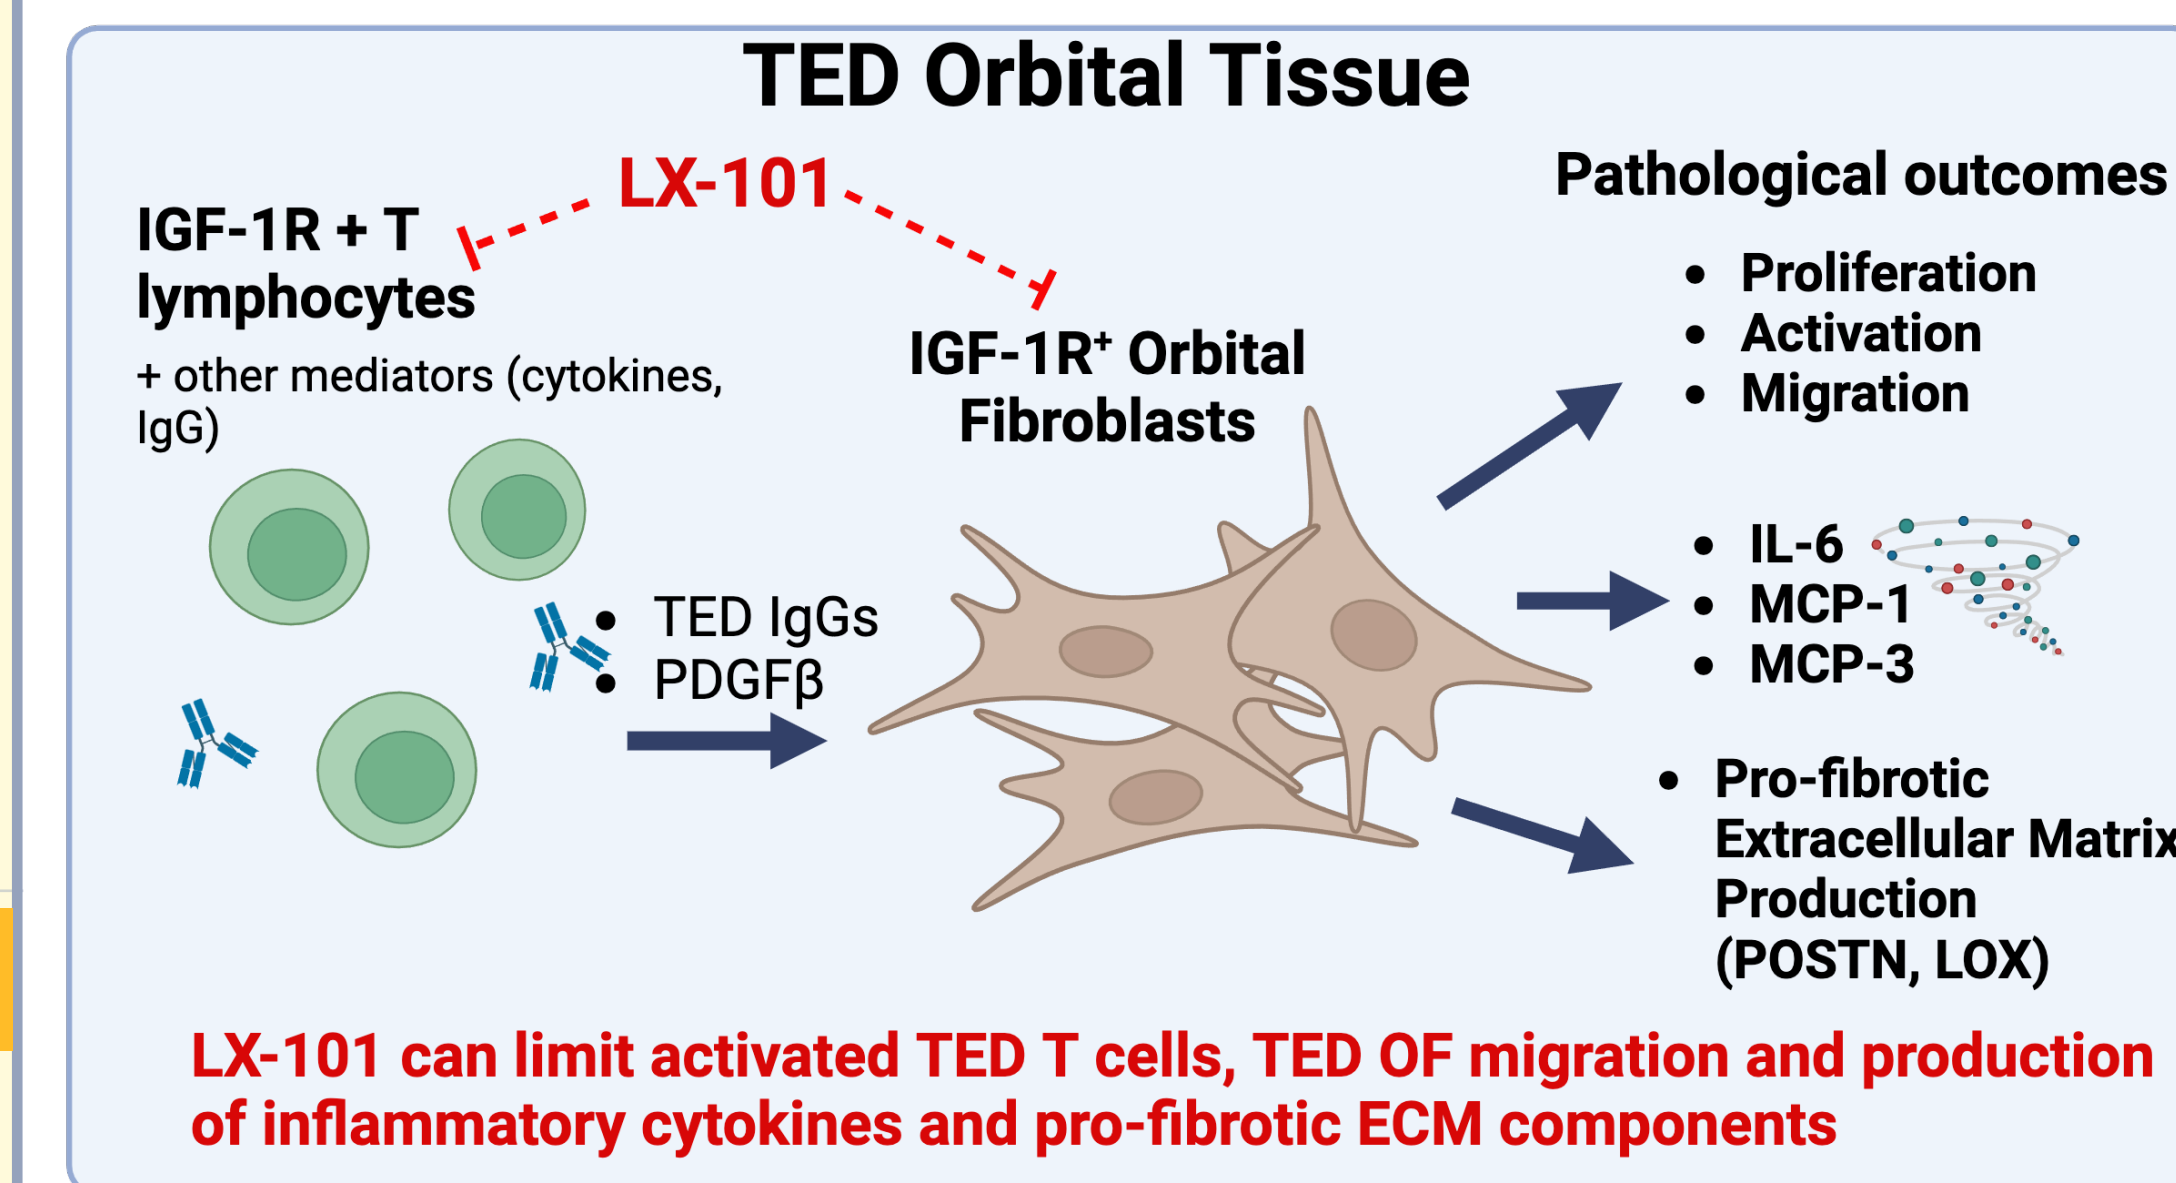 TED Orbital Tissue
LX-101
IGF-1R + T
lymphocytes
+ other mediators (cytokines,
IgG)
IGF-1R⁺ Orbital
Fibroblasts
• TED IgGs
• PDGFβ
Pathological outcomes
• Proliferation
• Activation
• Migration
• IL-6
• MCP-1
• MCP-3
• Pro-fibrotic
Extracellular Matrix
Production
(POSTN, LOX)
LX-101 can limit activated TED T cells, TED OF migration and production
of inflammatory cytokines and pro-fibrotic ECM components